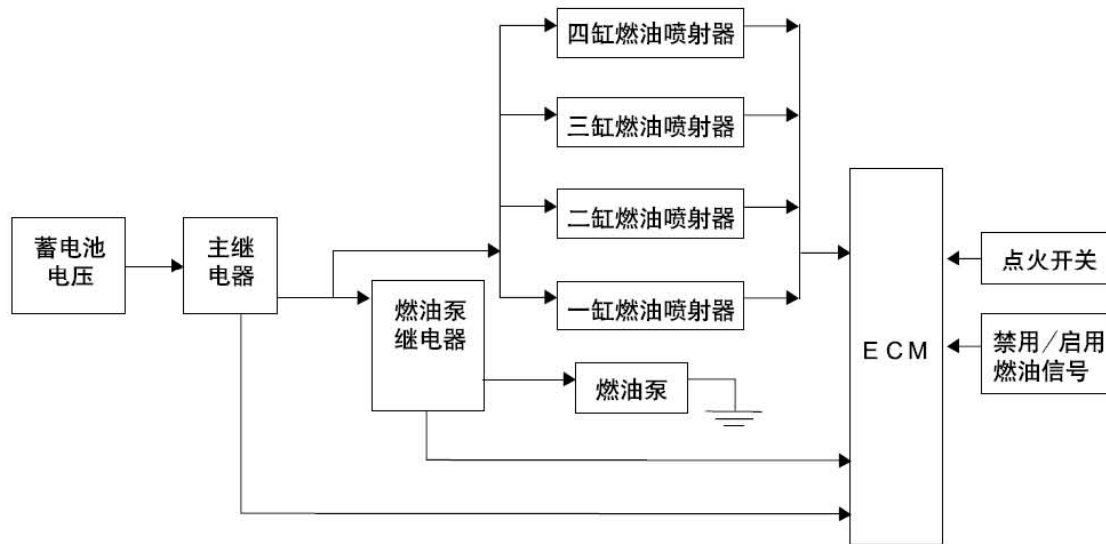 四缸燃油喷射器
三缸燃油喷射器
二缸燃油喷射器
一缸燃油喷射器
蓄电池
电压
主继
电器
燃油泵
继电器
燃油泵
ECM
点火开关
禁用/启用
燃油信号